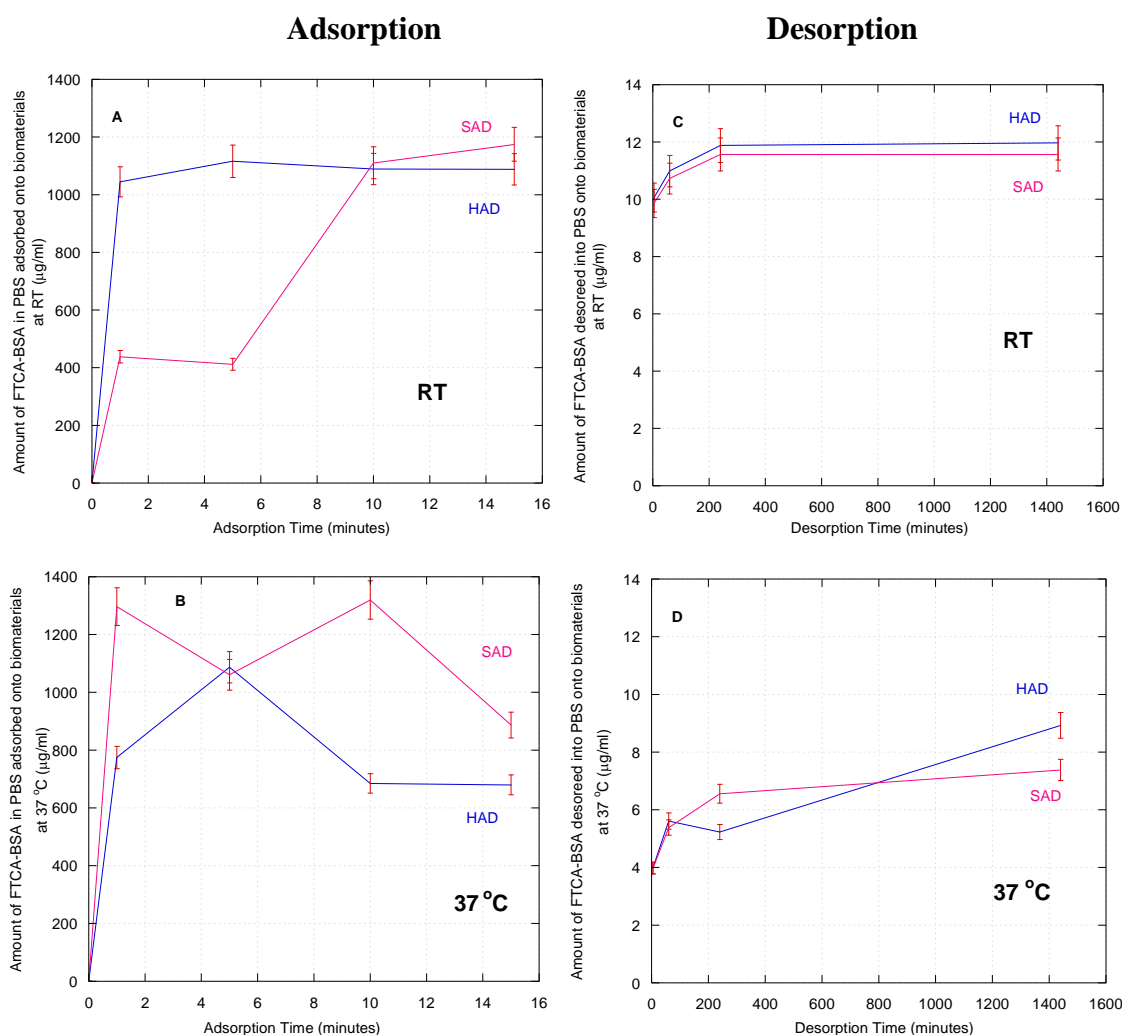 Adsorption
Desorption
A
SAD
HAD
RT
1400
1200
1000
800
600
400
200
0
0 2 4 6 8 10 12 14 16
Adsorption Time (minutes)
Amount of FTCA-BSA in PBS adsorbed onto biomaterials
at RT (μg/ml)
C
HAD
SAD
RT
14
12
10
8
6
4
2
0
0 200 400 600 800 1000 1200 1400 1600
Desorption Time (minutes)
Amount of FTCA-BSA desoreed into PBS onto biomaterials
at RT (μg/ml)
B
SAD
HAD
37 °C
1400
1200
1000
800
600
400
200
0
0 2 4 6 8 10 12 14 16
Adsorption Time (minutes)
Amount of FTCA-BSA in PBS adsorbed onto biomaterials
at 37 °C (μg/ml)
D
HAD
SAD
37 °C
14
12
10
8
6
4
2
0
0 200 400 600 800 1000 1200 1400 1600
Desorption Time (minutes)
Amount of FTCA-BSA desoreed into PBS onto biomaterials
at 37 °C (μg/ml)